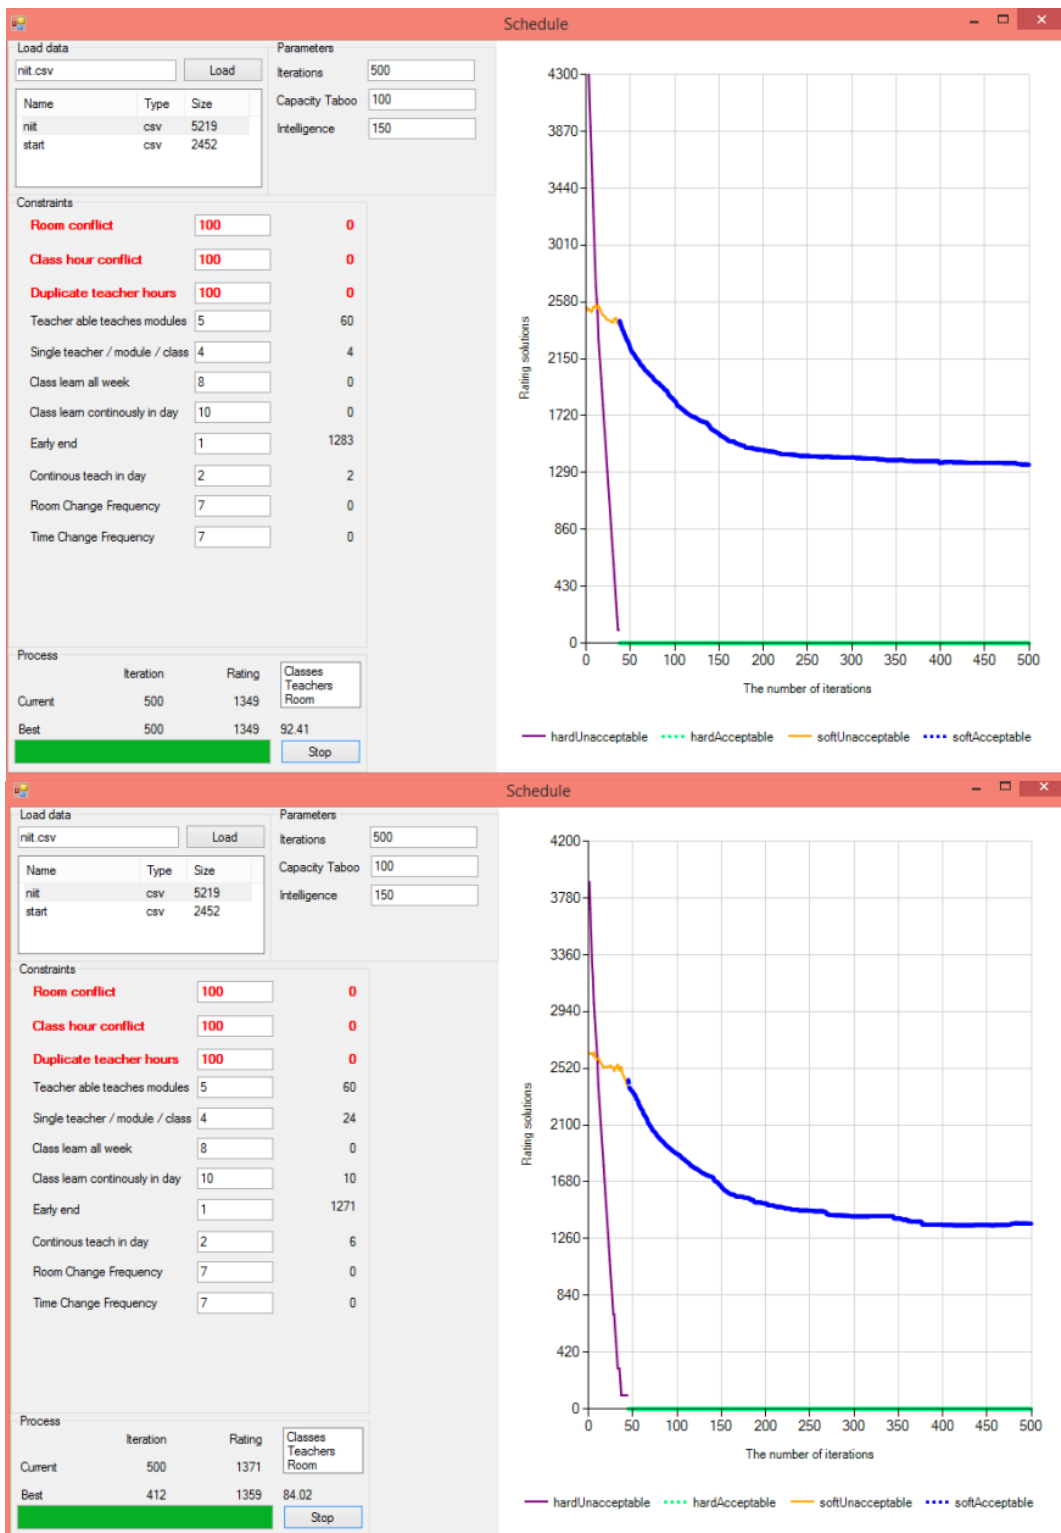 Schedule
Load data
niit.csv Load
Name Type Size
niit csv 5219
start csv 2452
Parameters
Iterations 500
Capacity Taboo 100
Intelligence 150
Constraints
Room conflict 100 0
Class hour conflict 100 0
Duplicate teacher hours 100 0
Teacher able teaches modules 5 60
Single teacher / module / class 4 4
Class learn all week 8 0
Class learn continously in day 10 0
Early end 1 1283
Continous teach in day 2 2
Room Change Frequency 7 0
Time Change Frequency 7 0
Process
Iteration Rating
Current 500 1349
Best 500 1349 92.41
Classes
Teachers
Room
Stop
Rating solutions
4300
3870
3440
3010
2580
2150
1720
1290
860
430
0
0 50 100 150 200 250 300 350 400 450 500
The number of iterations
hardUnacceptable hardAcceptable softUnacceptable softAcceptable
Schedule
Load data
niit.csv Load
Name Type Size
niit csv 5219
start csv 2452
Parameters
Iterations 500
Capacity Taboo 100
Intelligence 150
Constraints
Room conflict 100 0
Class hour conflict 100 0
Duplicate teacher hours 100 0
Teacher able teaches modules 5 60
Single teacher / module / class 4 24
Class learn all week 8 0
Class learn continously in day 10 10
Early end 1 1271
Continous teach in day 2 6
Room Change Frequency 7 0
Time Change Frequency 7 0
Process
Iteration Rating
Current 500 1371
Best 412 1359 84.02
Classes
Teachers
Room
Stop
Rating solutions
4200
3780
3360
2940
2520
2100
1680
1260
840
420
0
0 50 100 150 200 250 300 350 400 450 500
The number of iterations
hardUnacceptable hardAcceptable softUnacceptable softAcceptable